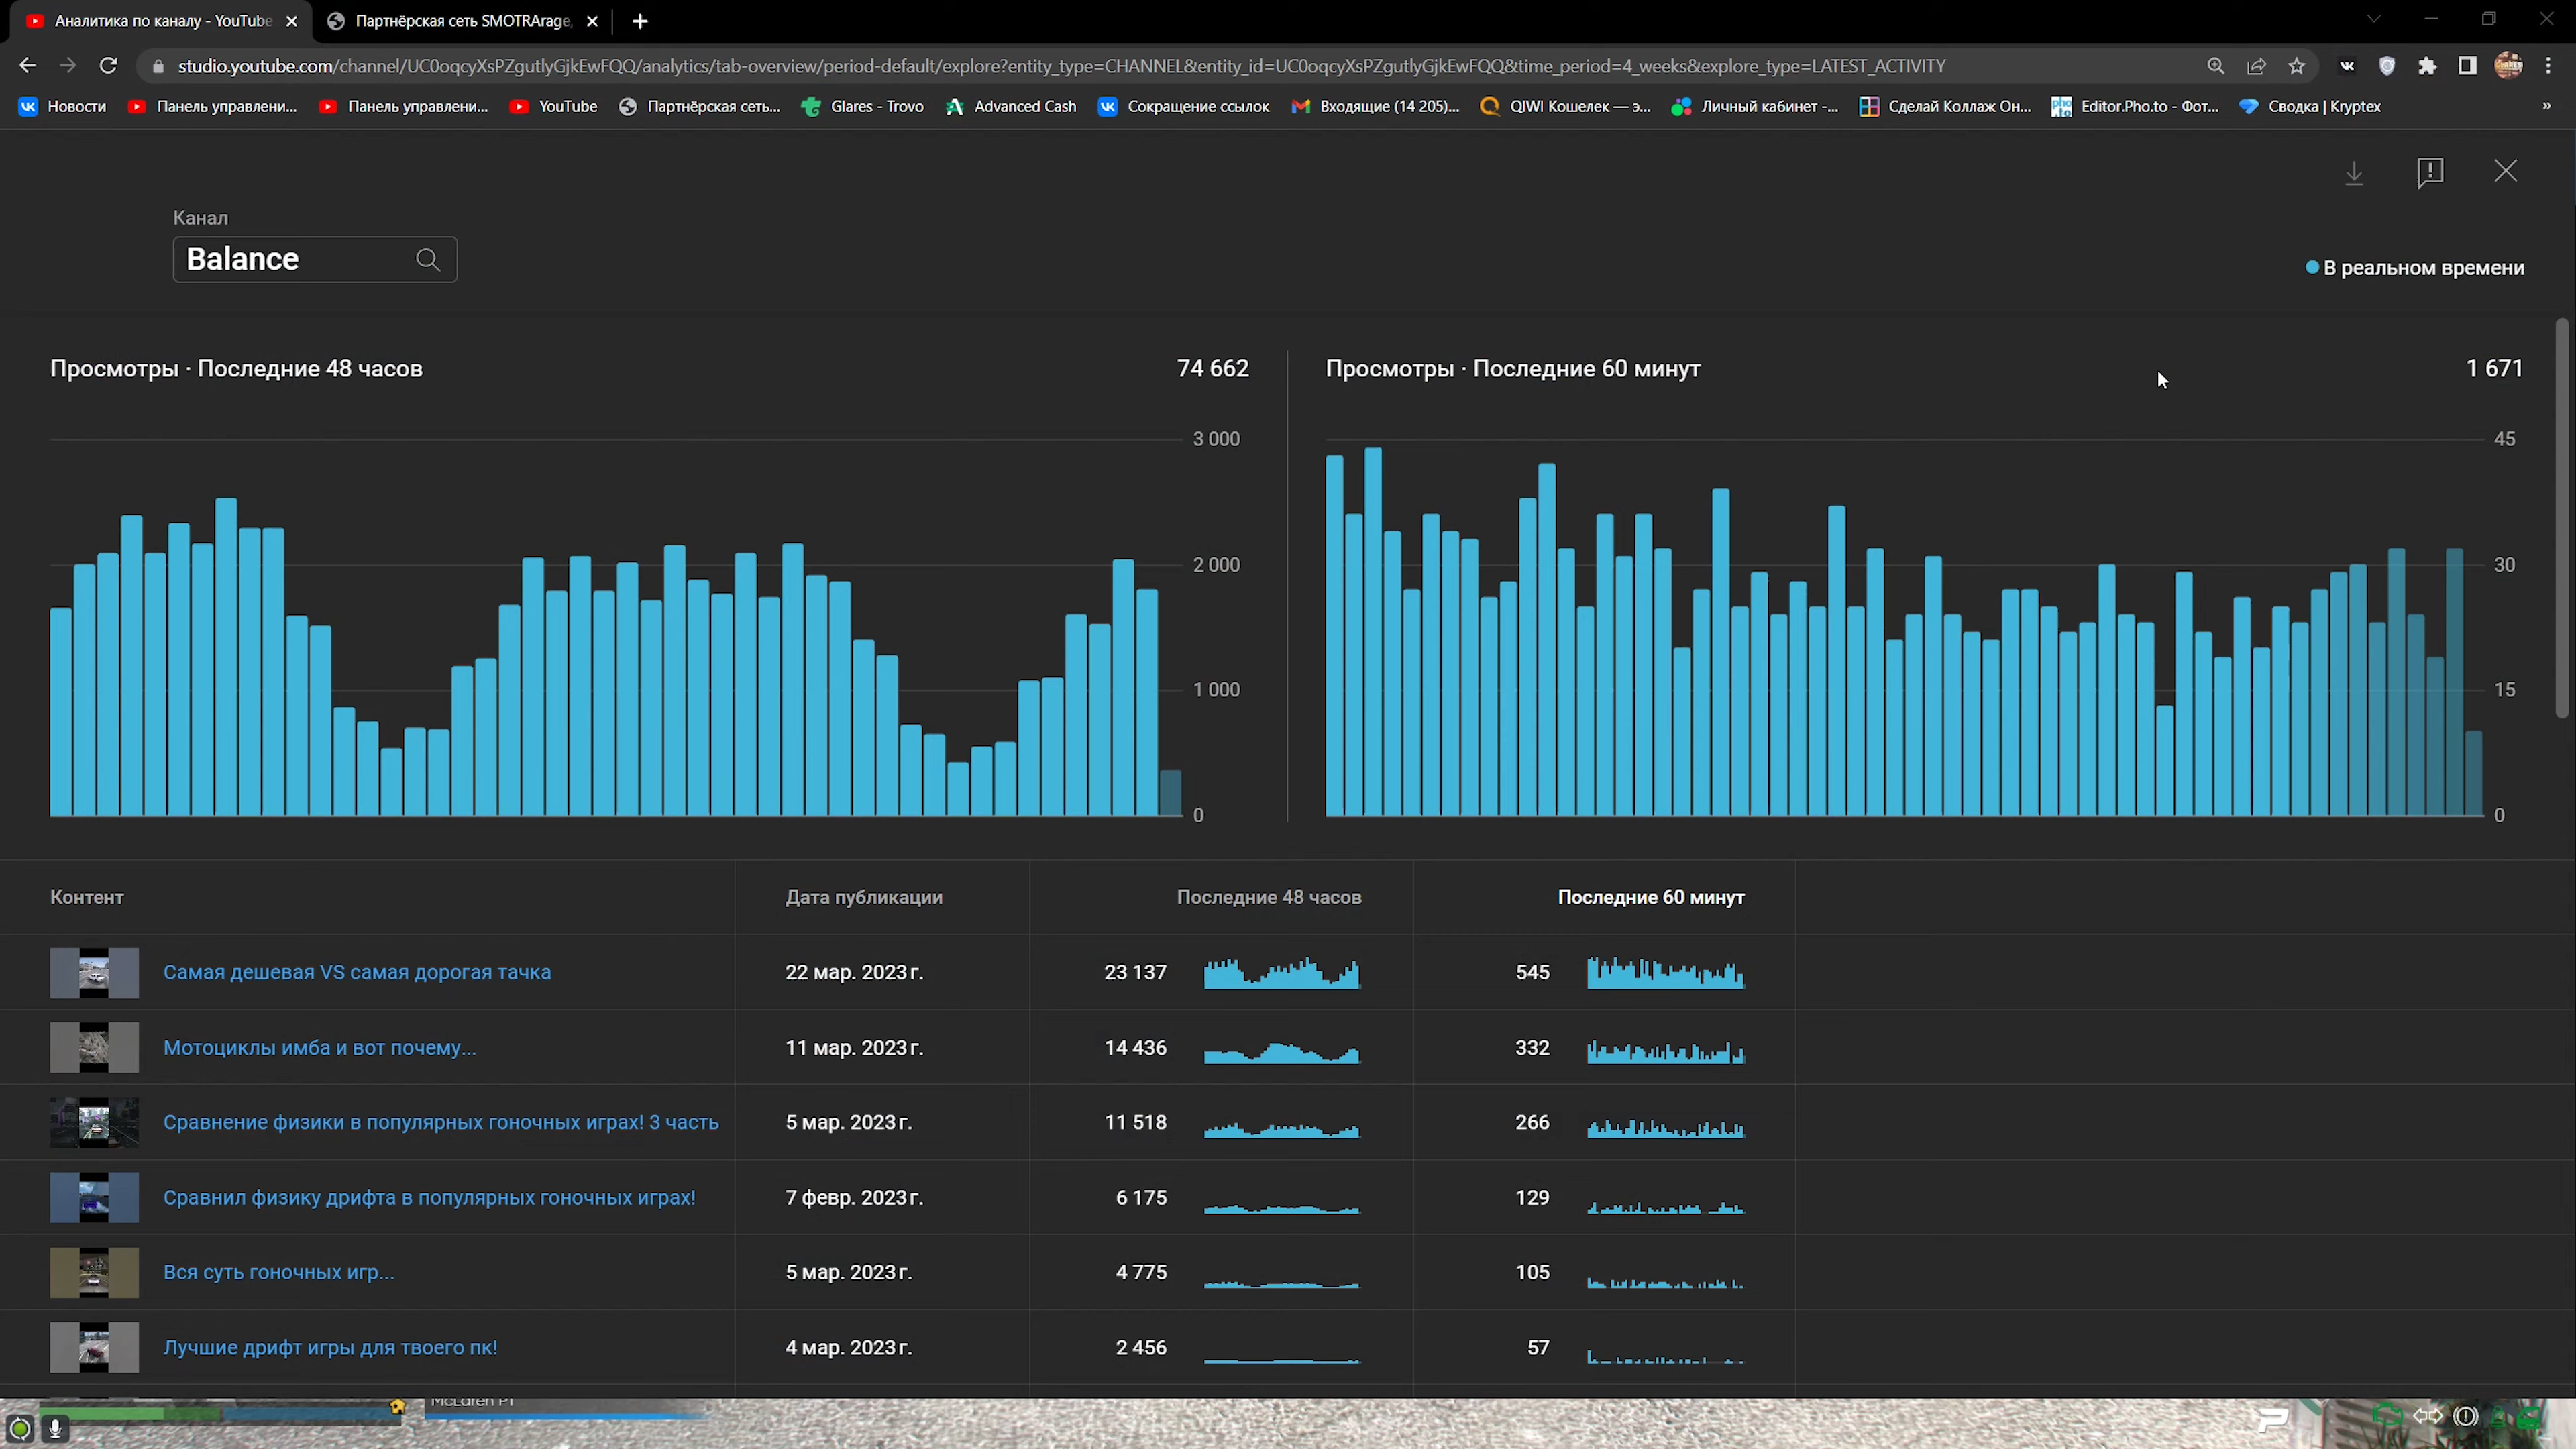 Аналитика по каналу - YouTube
Партнёрская сеть SMOTRArage,
studio.youtube.com/channel/UC0oqcyXsPZgutlyGjkEwFQQ/analytics/tab-overview/period-default/explore?entity_type=CHANNEL&entity_id=UC0oqcyXsPZgutlyGjkEwFQQ&time_period=4_weeks&explore_type=LATEST_ACTIVITY
Новости
Панель управлени...
Панель управлени...
YouTube
Партнёрская сеть...
Glares - Trovo
Advanced Cash
Сокращение ссылок
Входящие (14 205)...
QIWI Кошелек — э...
Личный кабинет -...
Сделай Коллаж Он...
Editor.Pho.to - Фот...
Сводка | Kryptex
»
Канал
Balance
В реальном времени
Просмотры · Последние 48 часов
74 662
3 000
2 000
1 000
0
Просмотры · Последние 60 минут
1 671
45
30
15
0
Контент Дата публикации Последние 48 часов Последние 60 минут
Самая дешевая VS самая дорогая тачка 22 мар. 2023 г. 23 137 545
Мотоциклы имба и вот почему... 11 мар. 2023 г. 14 436 332
Сравнение физики в популярных гоночных играх! 3 часть 5 мар. 2023 г. 11 518 266
Сравнил физику дрифта в популярных гоночных играх! 7 февр. 2023 г. 6 175 129
Вся суть гоночных игр... 5 мар. 2023 г. 4 775 105
Лучшие дрифт игры для твоего пк! 4 мар. 2023 г. 2 456 57
McLaren P1